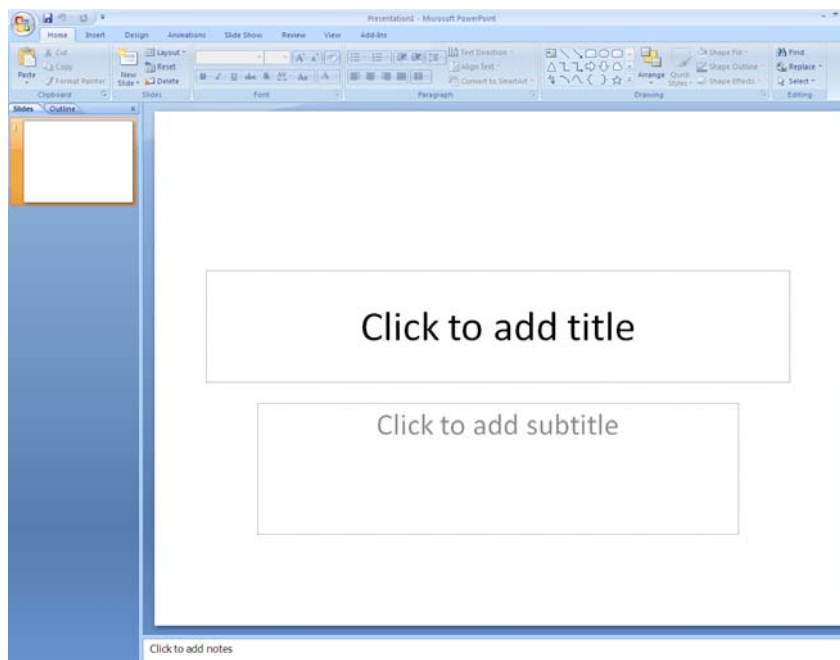 Presentation1 - Microsoft PowerPoint
Home Insert Design Animations Slide Show Review View Add-Ins
Paste
Cut
Copy
Format Painter
Clipboard
New Slide
Layout
Reset
Delete
Slides
B I U abe S AV Aa A
Font
Text Direction
Align Text
Convert to SmartArt
Paragraph
Arrange
Quick Styles
Shape Fill
Shape Outline
Shape Effects
Drawing
Find
Replace
Select
Editing
Slides Outline
1
Click to add title
Click to add subtitle
Click to add notes